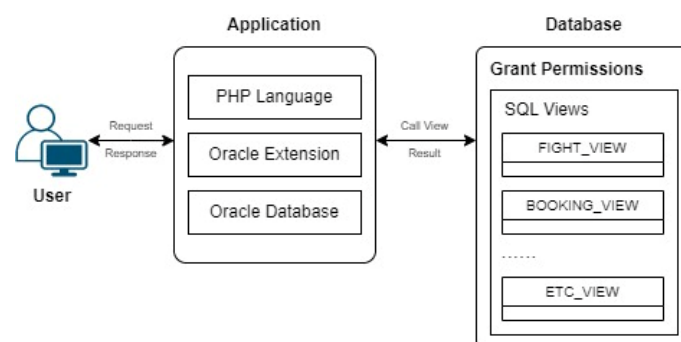 Application
Database
Grant Permissions
PHP Language
SQL Views
Request
Call View
Response
Oracle Extension
Result
FIGHT_VIEW
User
Oracle Database
BOOKING_VIEW
......
ETC_VIEW